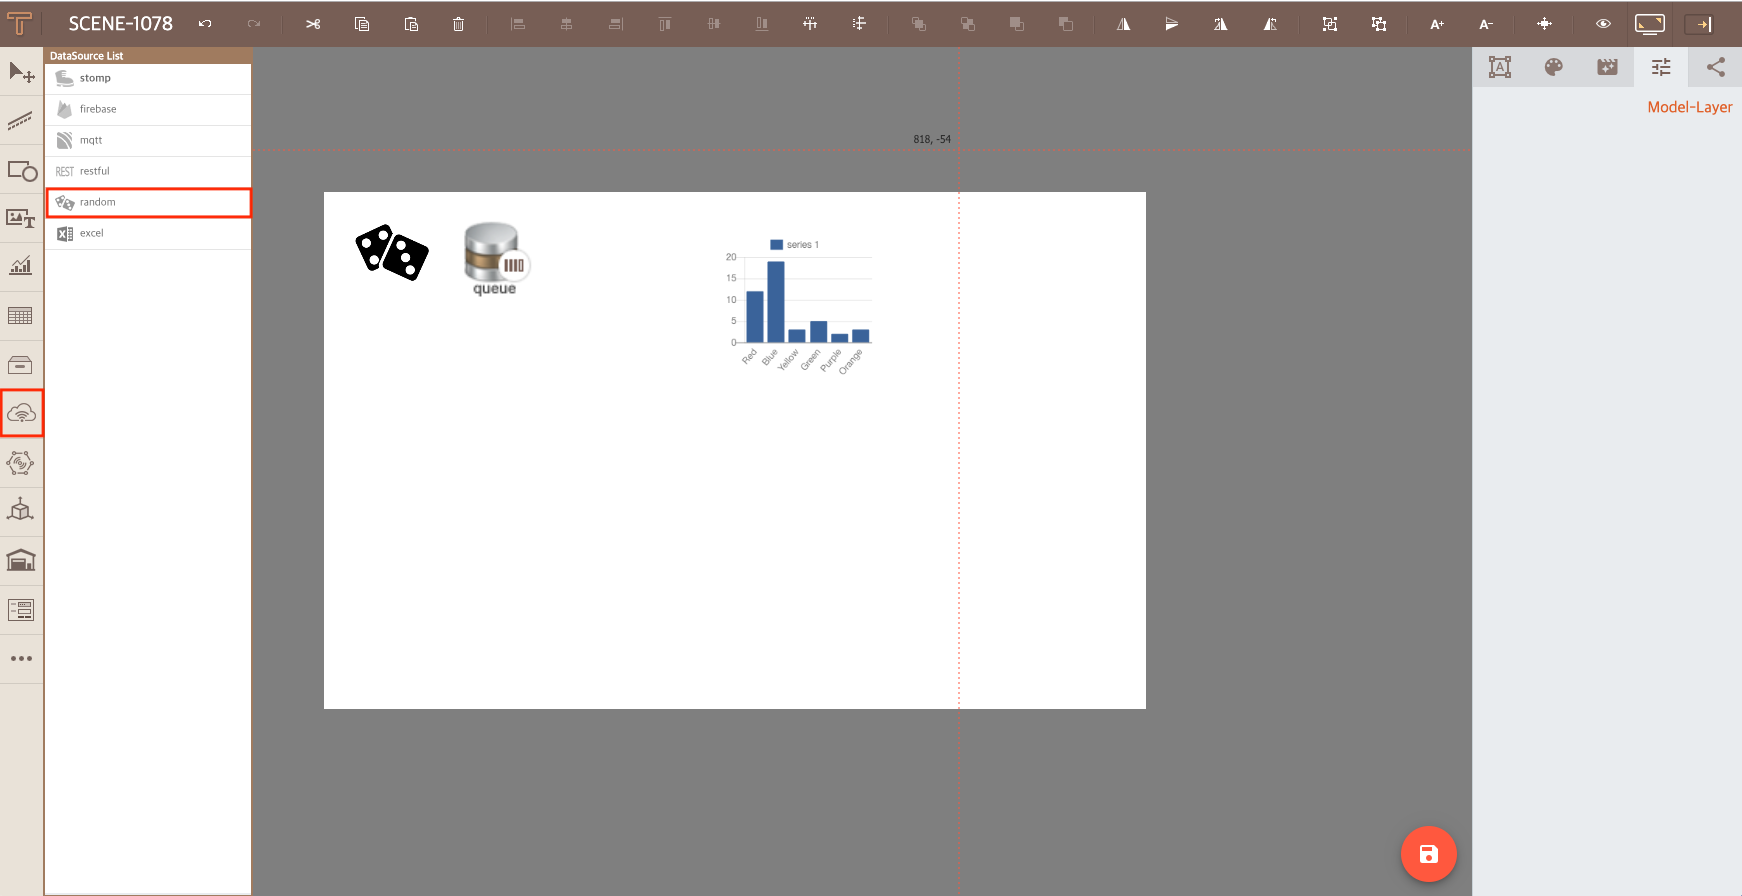 SCENE-1078
A+
A-
DataSource List
stomp
firebase
mqtt
REST restful
random
excel
A
Model-Layer
818, -54
queue
series 1
20
15
10
5
0
Red
Blue
Yellow
Green
Purple
Orange